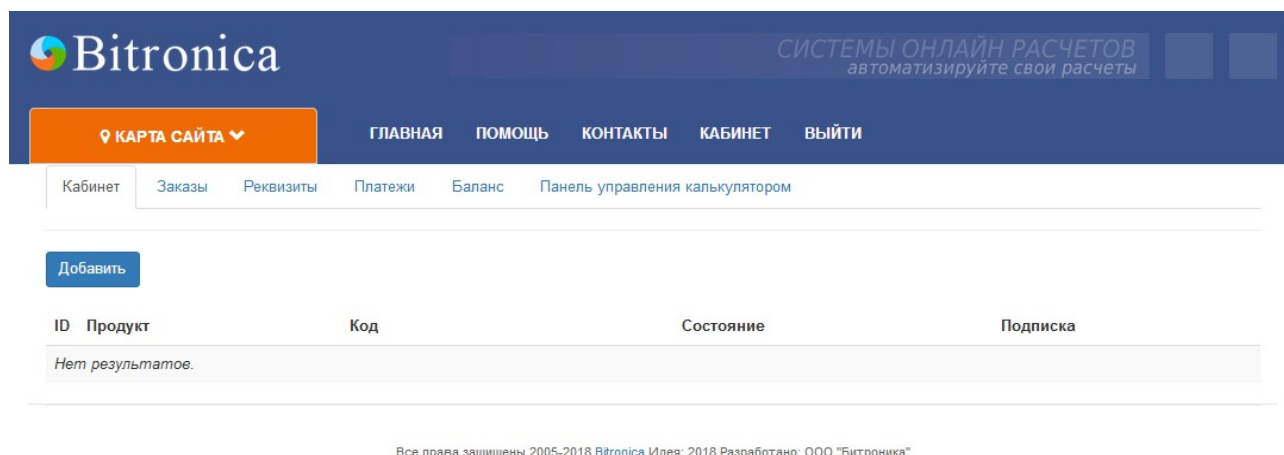 Bitronica
СИСТЕМЫ ОНЛАЙН РАСЧЕТОВ
автоматизируйте свои расчеты
КАРТА САЙТА ГЛАВНАЯ ПОМОЩЬ КОНТАКТЫ КАБИНЕТ ВЫЙТИ
Кабинет Заказы Реквизиты Платежи Баланс Панель управления калькулятором
Добавить
ID Продукт Код Состояние Подписка
Нет результатов.
Все права защищены 2005-2018 Bitronica Идея: 2018 Разработано: ООО "Битроника"